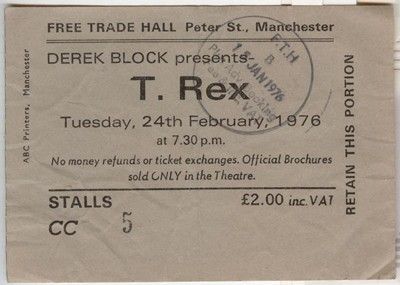 FREE TRADE HALL Peter St., Manchester
DEREK BLOCK presents-
T. Rex
Tuesday, 24th February, 1976
at 7.30 p.m.
No money refunds or ticket exchanges. Official Brochures
sold ONLY in the Theatre.
STALLS £2.00 inc. VAT
CC 5
RETAIN THIS PORTION
ABC Printers, Manchester
F.T.H
8
JAN 1976